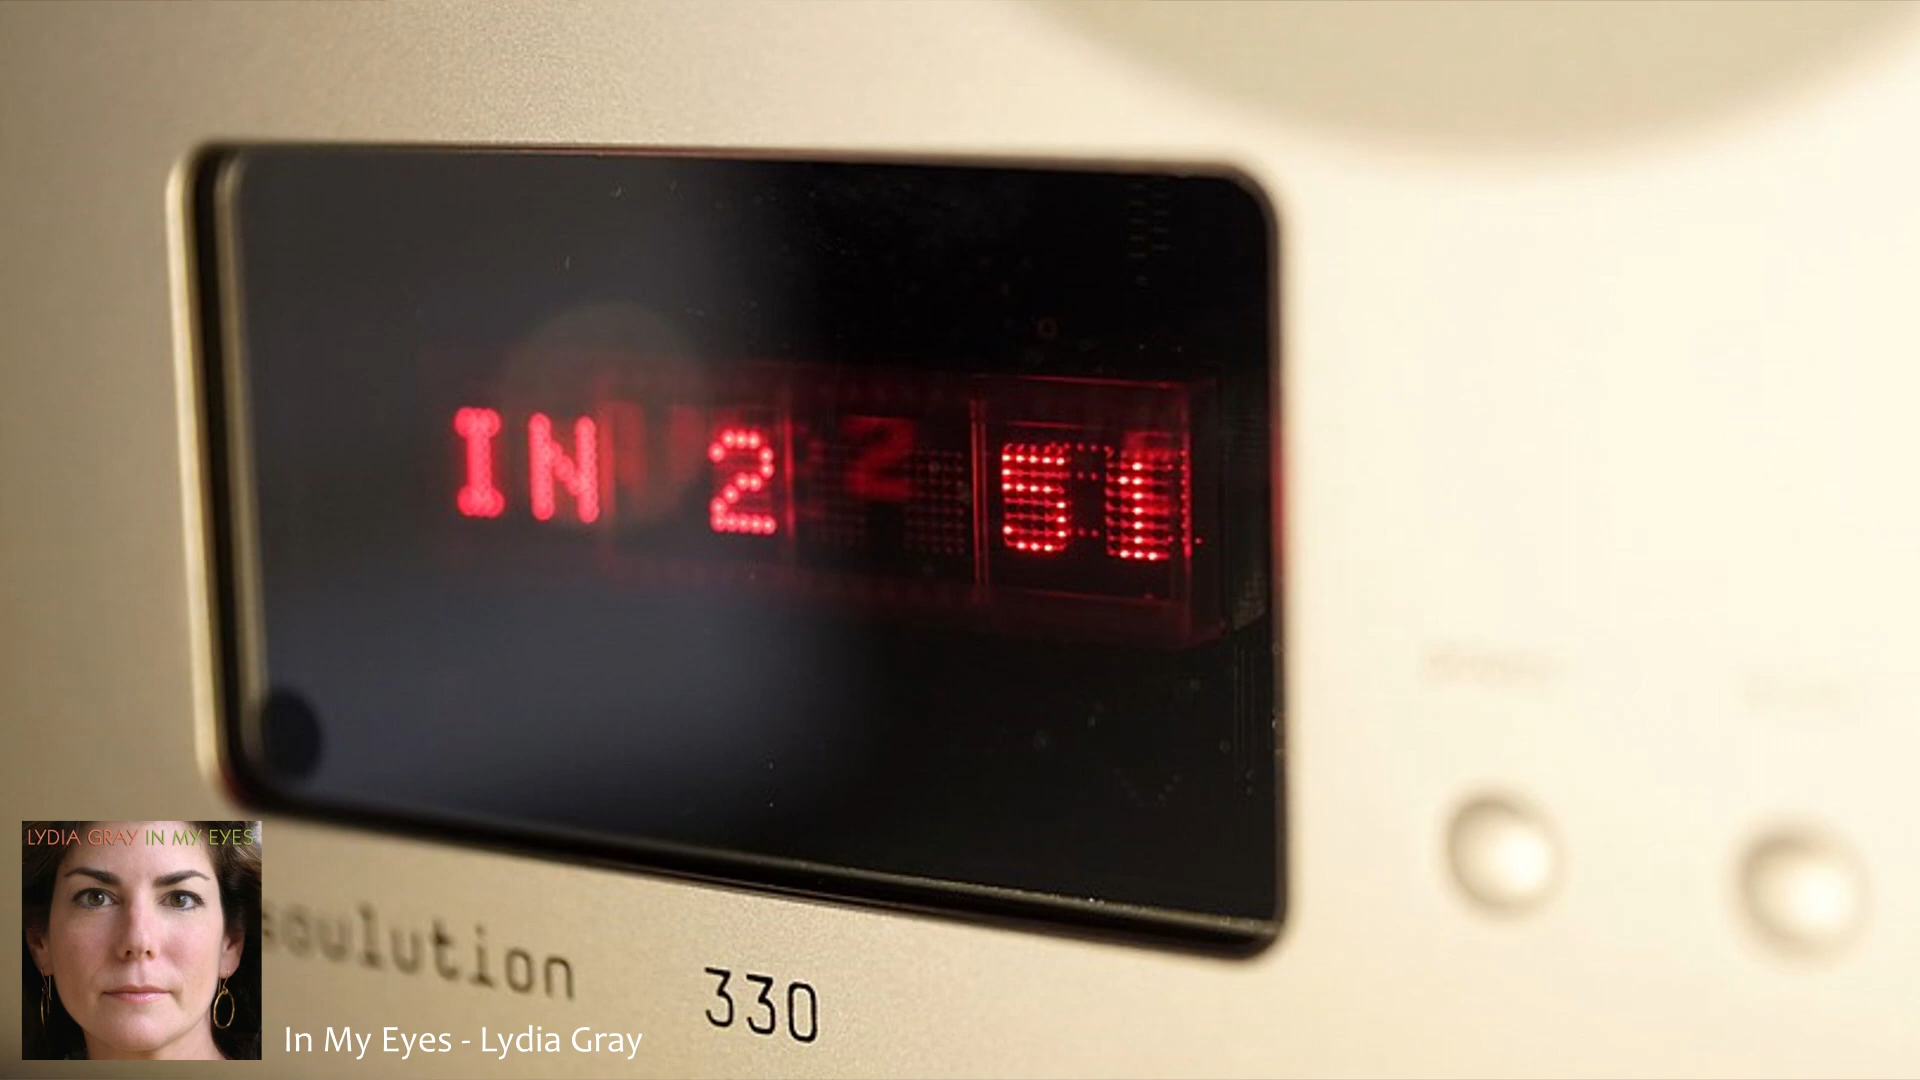 IN 2 51
LYDIA GRAY IN MY EYES
soulution
330
In My Eyes - Lydia Gray